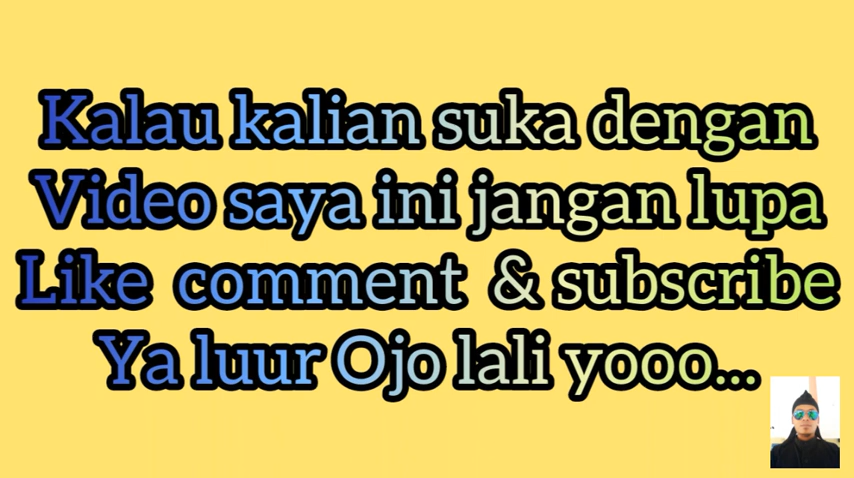 Kalau kalian suka dengan
Video saya ini jangan lupa
Like comment & subscribe
Ya luur Ojo lali yooo...